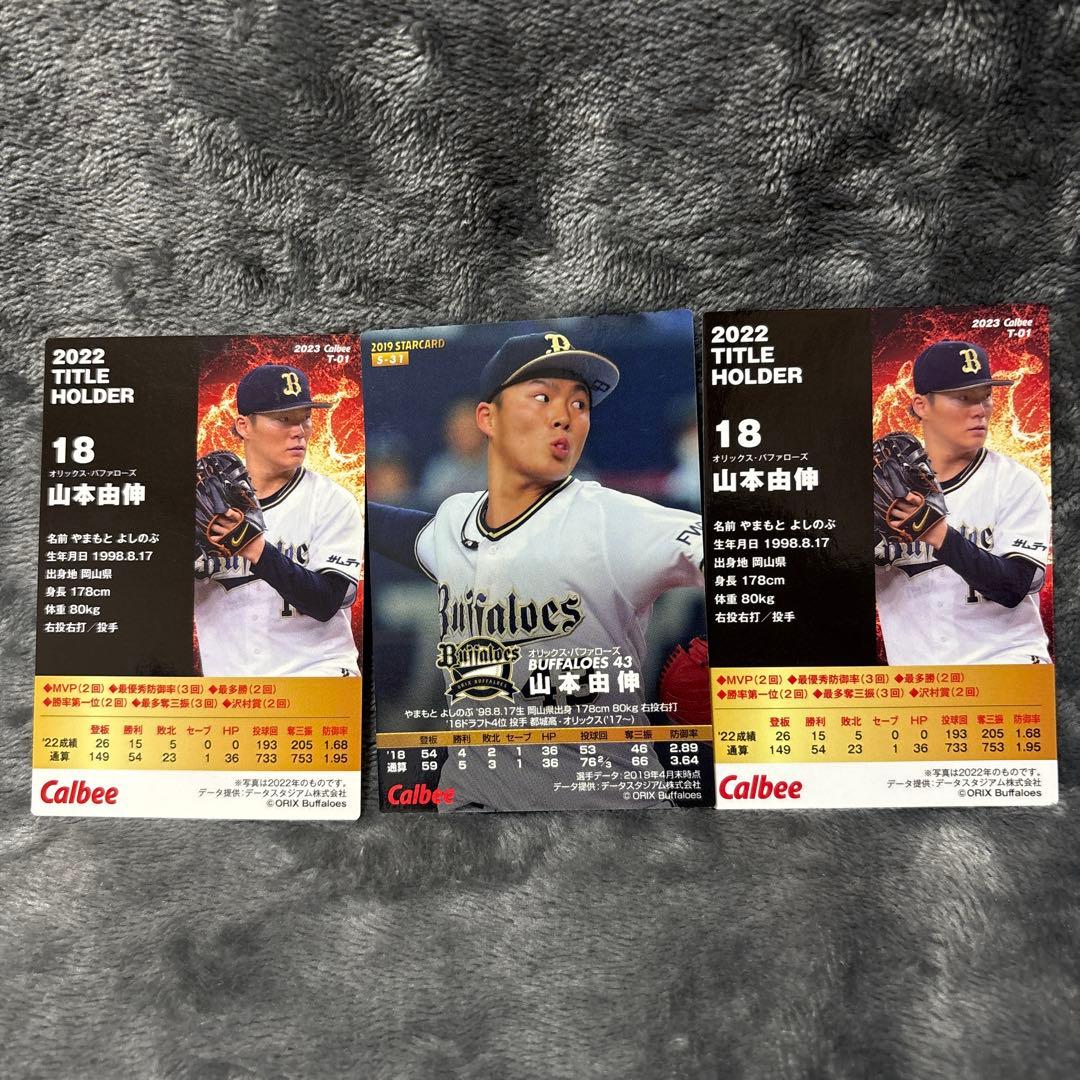 2022
TITLE
HOLDER
2023 Calbee
T-01
18
オリックス・バファローズ
山本由伸
名前 やまもと よしのぶ
生年月日 1998.8.17
出身地 岡山県
身長 178cm
体重 80kg
右投右打／投手
Buffaloes
サムティ
◆MVP(2回) ◆最優秀防御率(3回) ◆最多勝(2回)
◆勝率第一位(2回) ◆最多奪三振(2回) ◆沢村賞(2回)
登板 勝利 敗北 セーブ HP 投球回 奪三振 防御率
'22成績 26 15 5 0 0 193 205 1.68
通算 149 54 23 1 36 733 753 1.95
※写真は2022年のものです。
データ提供：データスタジアム株式会社
©ORIX Buffaloes
Calbee
2019 STARCARD
S-31
B
Buffaloes
Buffaloes
ORIX BUFFALOES
オリックス・バファローズ
BUFFALOES 43
山本由伸
やまもと よしのぶ '98.8.17生 岡山県出身 178cm 80kg 右投右打
'16ドラフト4位 投手 都城高・オリックス('17〜)
登板 勝利 敗北 セーブ HP 投球回 奪三振 防御率
'18 54 4 2 1 36 53 46 2.89
通算 59 5 3 1 36 76 2/3 66 3.64
選手データ：2019年4月末時点
データ提供：データスタジアム株式会社
©ORIX Buffaloes
Calbee
2022
TITLE
HOLDER
2023 Calbee
T-01
18
オリックス・バファローズ
山本由伸
名前 やまもと よしのぶ
生年月日 1998.8.17
出身地 岡山県
身長 178cm
体重 80kg
右投右打／投手
Buffaloes
サムティ
◆MVP(2回) ◆最優秀防御率(3回) ◆最多勝(2回)
◆勝率第一位(2回) ◆最多奪三振(2回) ◆沢村賞(2回)
登板 勝利 敗北 セーブ HP 投球回 奪三振 防御率
'22成績 26 15 5 0 0 193 205 1.68
通算 149 54 23 1 36 733 753 1.95
※写真は2022年のものです。
データ提供：データスタジアム株式会社
©ORIX Buffaloes
Calbee